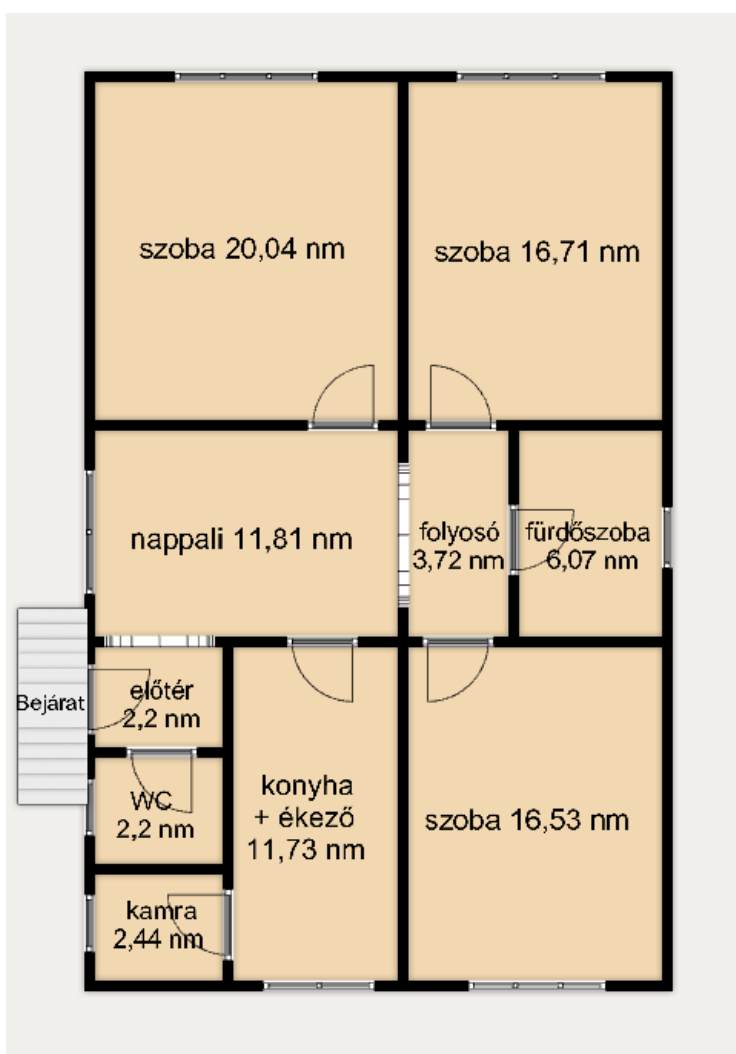 szoba 20,04 nm
szoba 16,71 nm
nappali 11,81 nm
folyosó
3,72 nm
fürdőszoba
6,07 nm
Bejárat
előtér
2,2 nm
WC
2,2 nm
konyha
+ ékező
11,73 nm
szoba 16,53 nm
kamra
2,44 nm